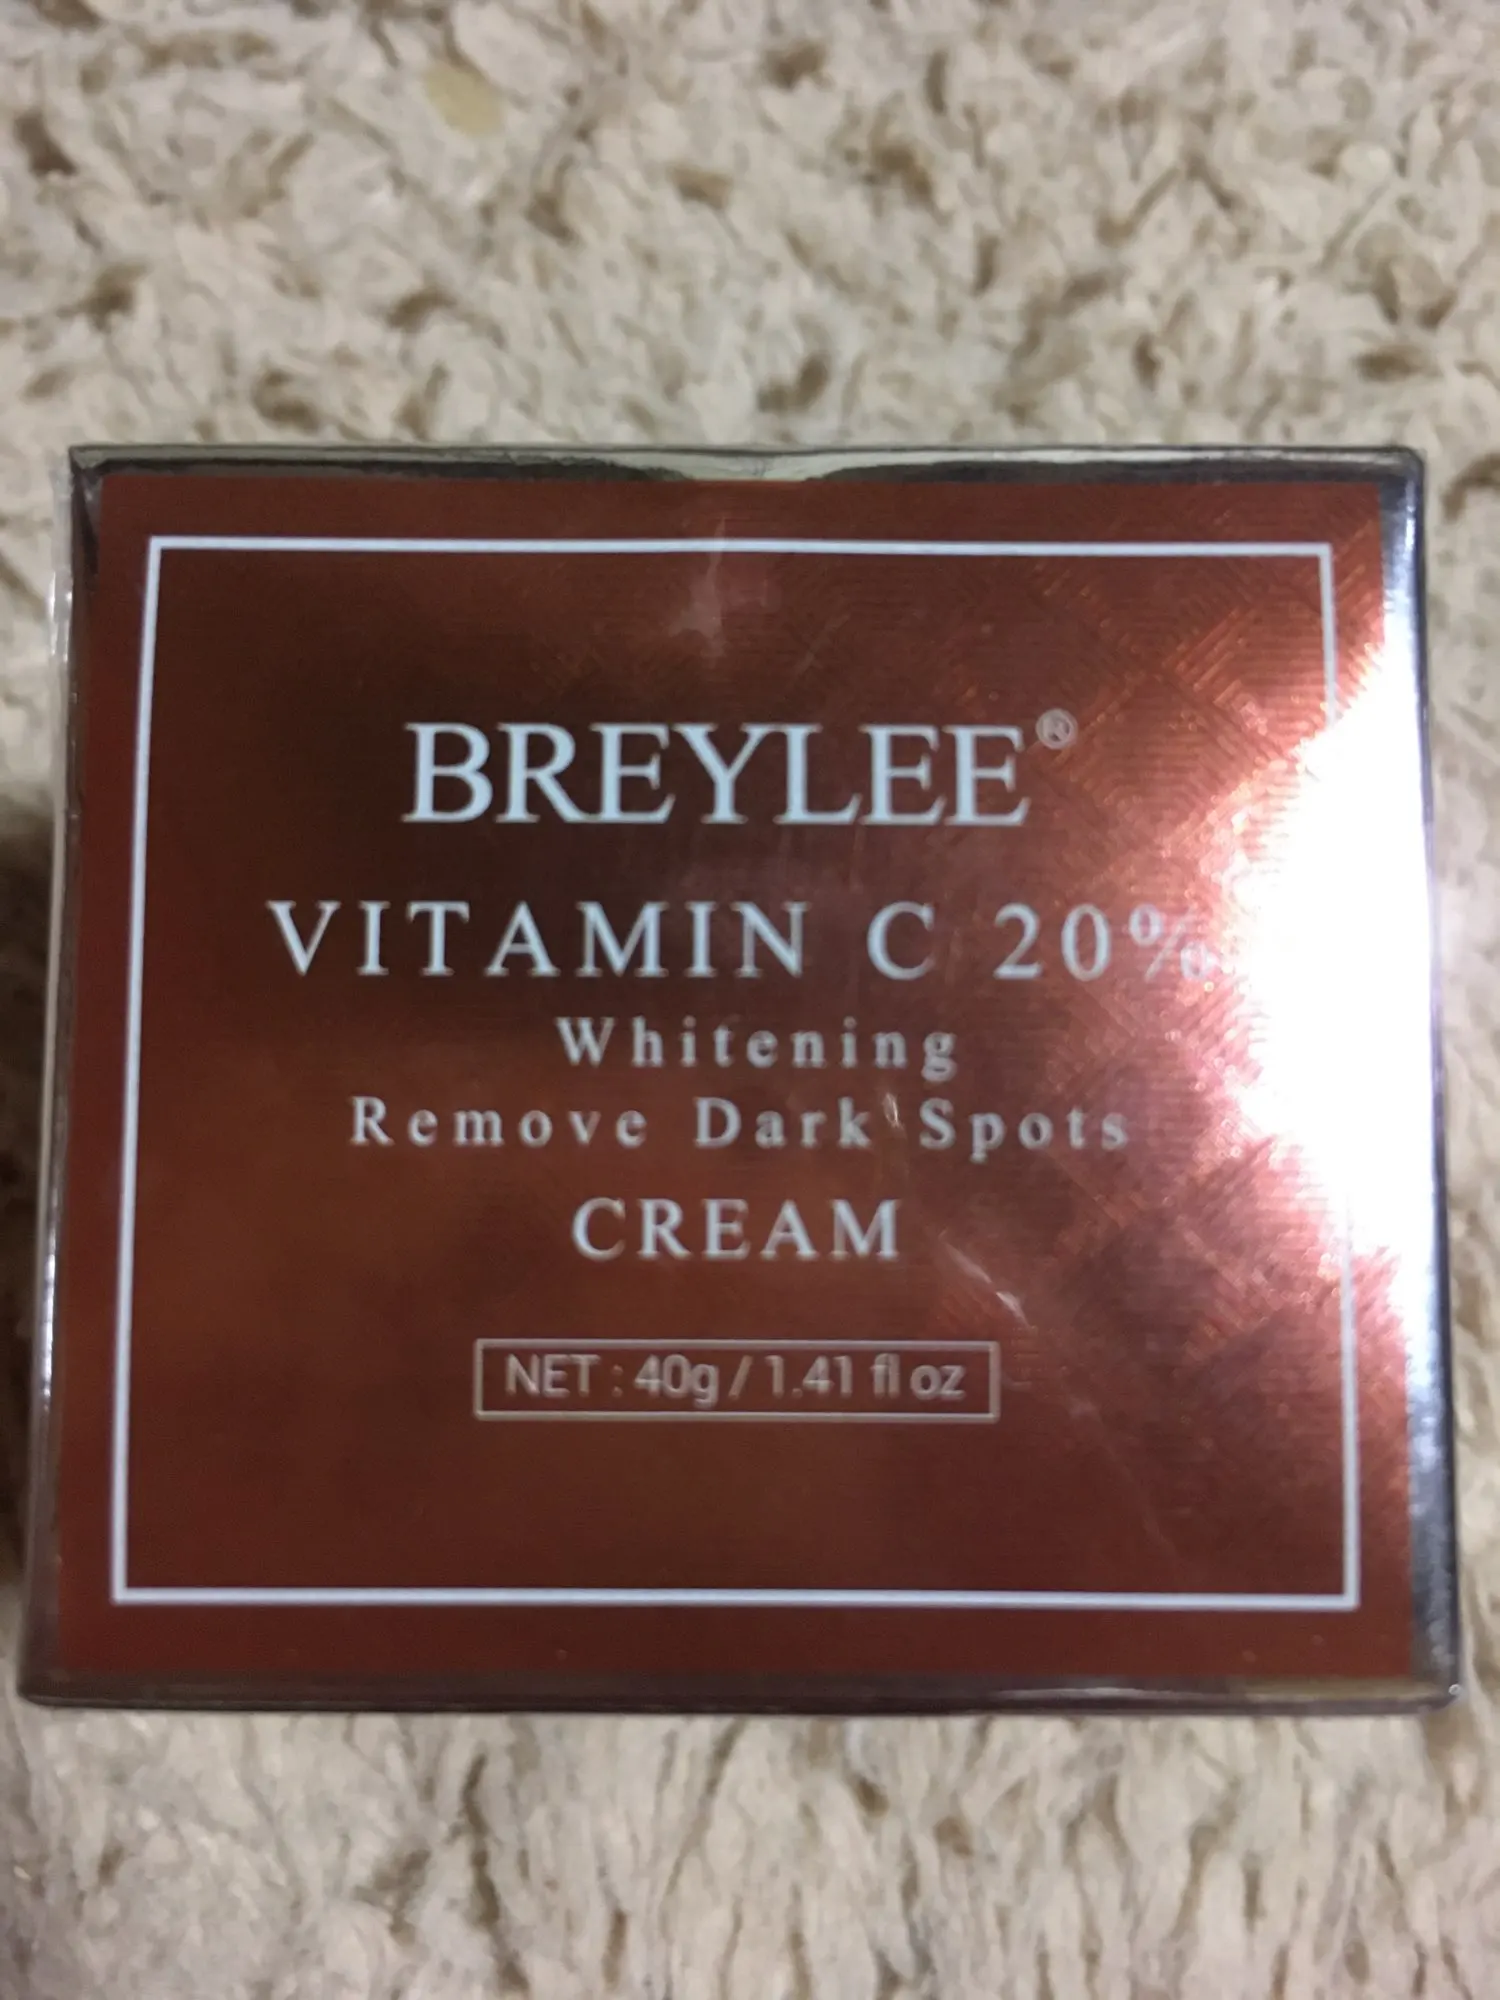 BREYLEE®
VITAMIN C 20%
Whitening
Remove Dark Spots
CREAM
NET : 40g / 1.41 fl oz